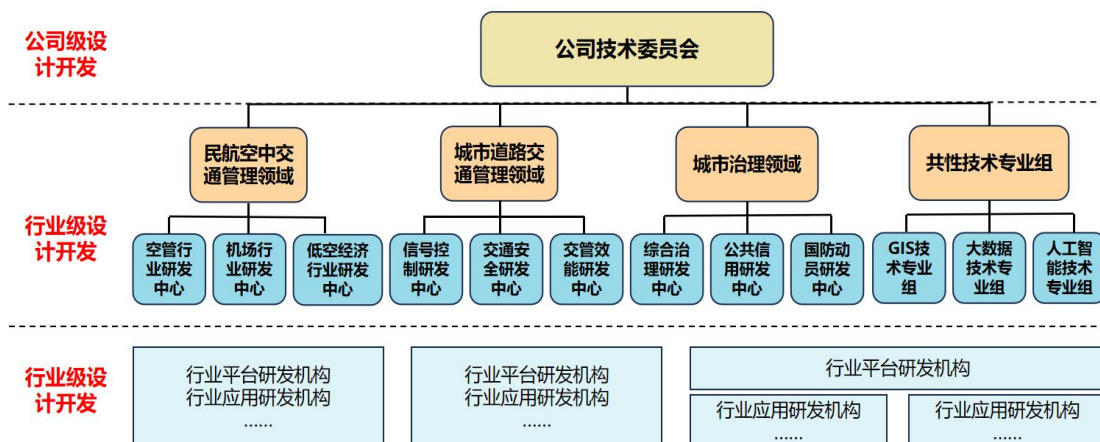 公司级设
计开发
公司技术委员会
行业级设
计开发
民航空中交
通管理领域
城市道路交
通管理领域
城市治理领域
共性技术专业组
空管行
业研发
中心
机场行
业研发
中心
低空经济
行业研发
中心
信号控
制研发
中心
交通安
全研发
中心
交管效
能研发
中心
综合治
理研发
中心
公共信
用研发
中心
国防动
员研发
中心
GIS技
术专业
组
大数据
技术专
业组
人工智
能技术
专业组
行业级设
计开发
行业平台研发机构
行业应用研发机构
......
行业平台研发机构
行业应用研发机构
......
行业平台研发机构
行业应用研发机构
......
行业应用研发机构
......